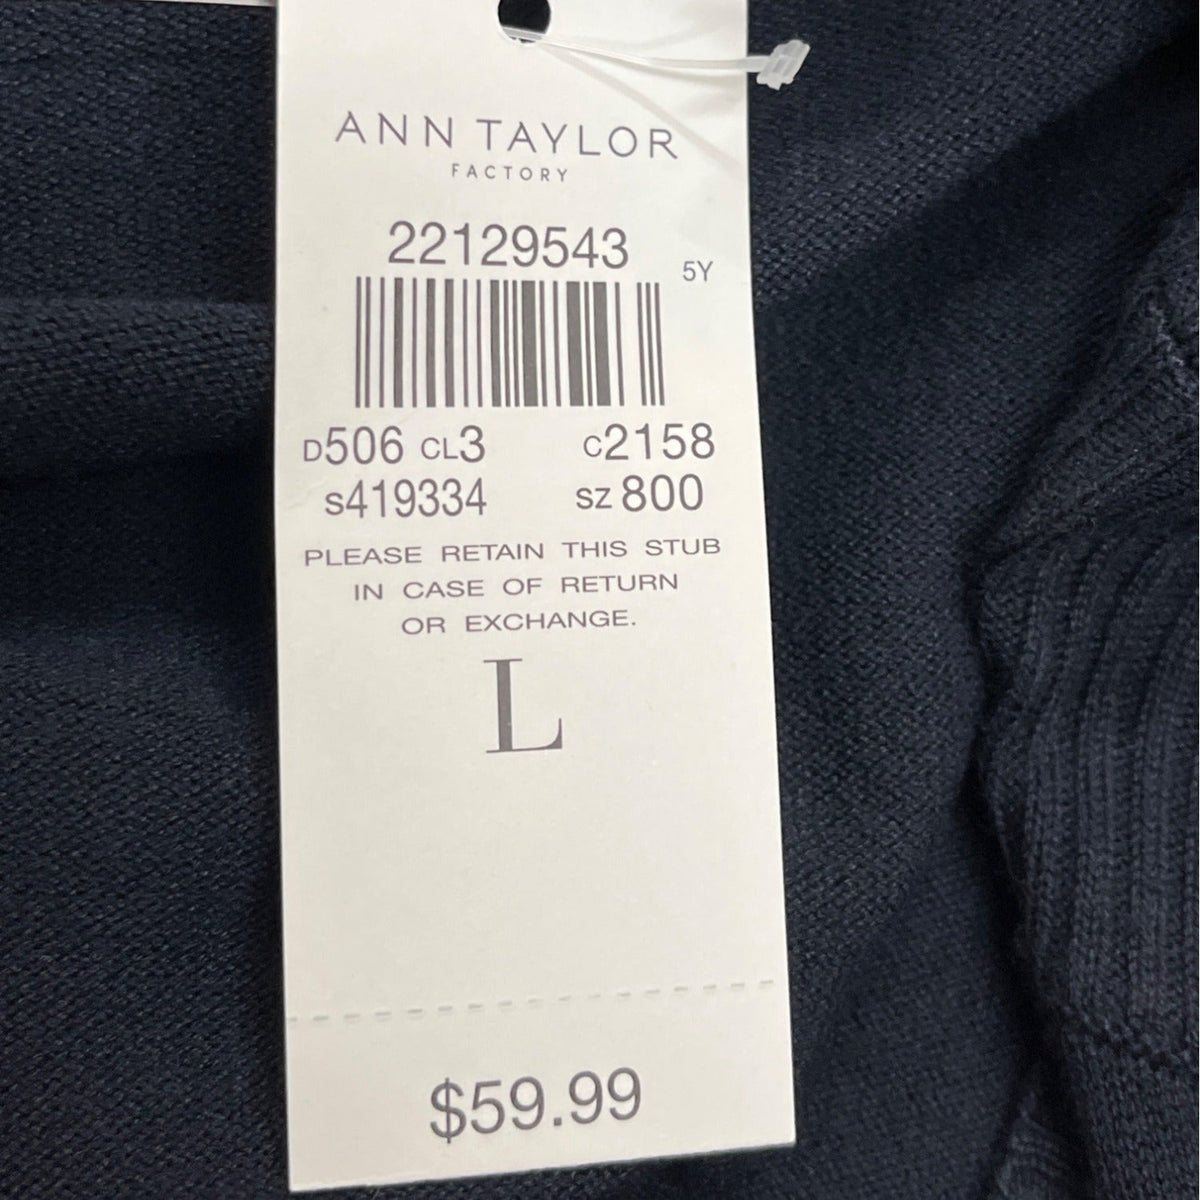 ANN TAYLOR
FACTORY
22129543
5Y
D506 CL3 C2158
S419334 SZ 800
PLEASE RETAIN THIS STUB
IN CASE OF RETURN
OR EXCHANGE.
L
$59.99